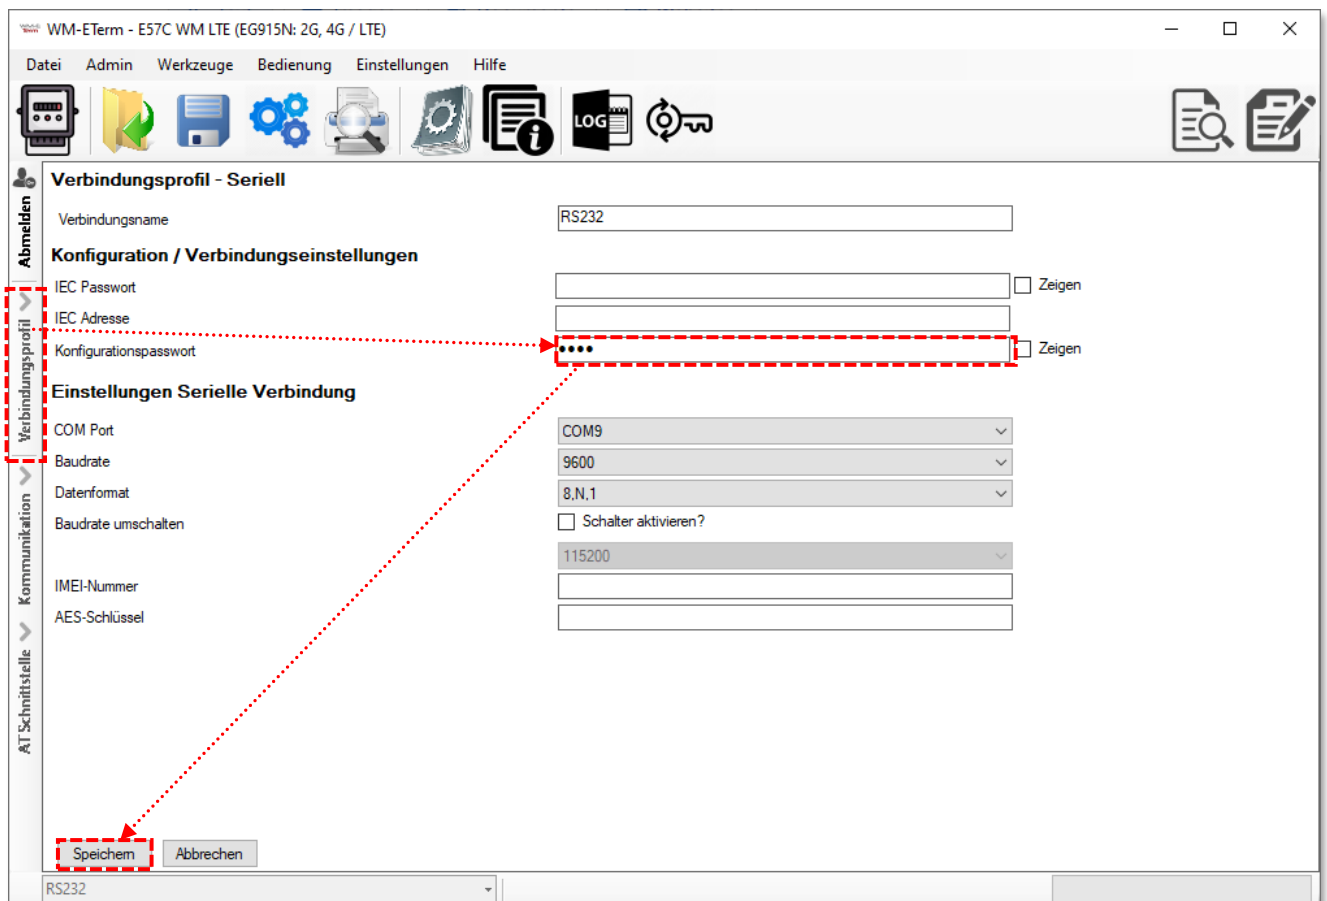 WM-ETerm - E57C WM LTE (EG915N: 2G, 4G / LTE)
Datei Admin Werkzeuge Bedienung Einstellungen Hilfe
LOG
Abmelden
Verbindungsprofil
Kommunikation
AT Schnittstelle
Verbindungsprofil - Seriell
Verbindungsname RS232
Konfiguration / Verbindungseinstellungen
IEC Passwort Zeigen
IEC Adresse
Konfigurationspasswort •••• Zeigen
Einstellungen Serielle Verbindung
COM Port COM9
Baudrate 9600
Datenformat 8,N,1
Baudrate umschalten Schalter aktivieren?
115200
IMEI-Nummer
AES-Schlüssel
Speichern Abbrechen
RS232